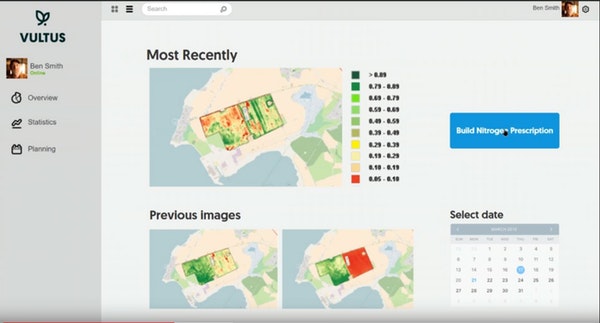 Search
Ben Smith
VULTUS
Ben Smith
Online
Overview
Statistics
Planning
Most Recently
> 0.89
0.79 - 0.89
0.69 - 0.79
0.59 - 0.69
0.49 - 0.59
0.39 - 0.49
0.29 - 0.39
0.19 - 0.29
0.10 - 0.19
0.05 - 0.10
Build Nitrogen Prescription
Previous images
Select date
MARCH 2016
SUN MON TUE WED THU FRI SAT
13 14 15 16 17 18 19
20 21 22 23 24 25 26
27 28 29 30 31